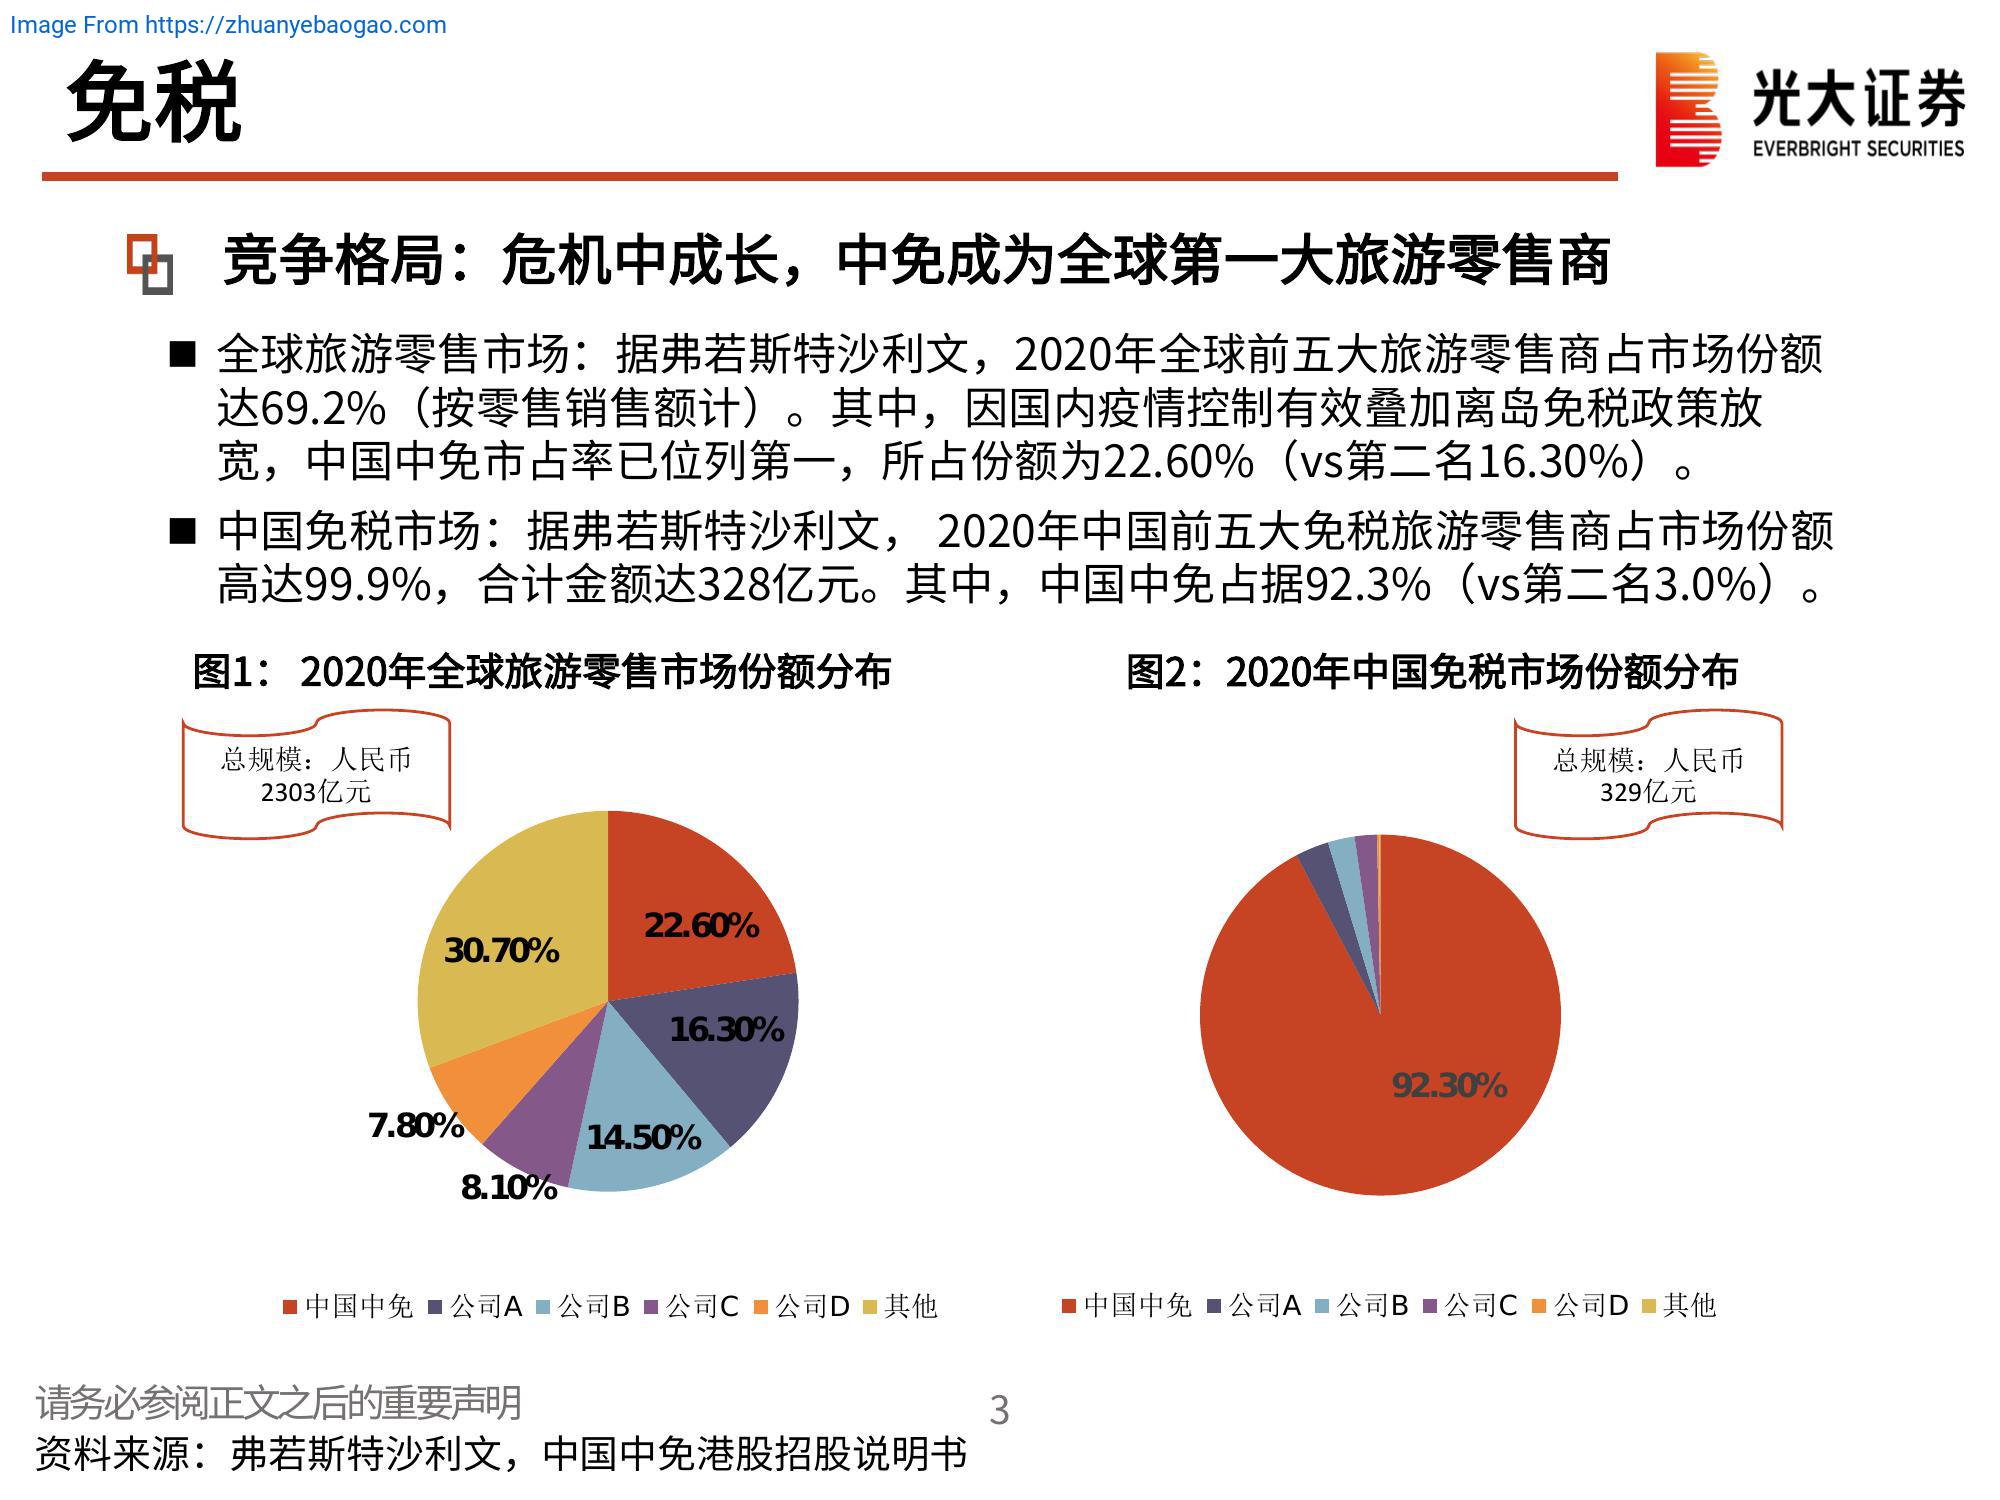 Image From https://zhuanyebaogao.com
免税
光大证券
EVERBRIGHT SECURITIES
竞争格局：危机中成长，中免成为全球第一大旅游零售商
■ 全球旅游零售市场：据弗若斯特沙利文，2020年全球前五大旅游零售商占市场份额
达69.2%（按零售销售额计）。其中，因国内疫情控制有效叠加离岛免税政策放
宽，中国中免市占率已位列第一，所占份额为22.60%（vs第二名16.30%）。
■ 中国免税市场：据弗若斯特沙利文， 2020年中国前五大免税旅游零售商占市场份额
高达99.9%，合计金额达328亿元。其中，中国中免占据92.3%（vs第二名3.0%）。
图1： 2020年全球旅游零售市场份额分布
总规模：人民币
2303亿元
22.60%
30.70%
16.30%
7.80%
14.50%
8.10%
中国中免 公司A 公司B 公司C 公司D 其他
图2：2020年中国免税市场份额分布
总规模：人民币
329亿元
92.30%
中国中免 公司A 公司B 公司C 公司D 其他
请务必参阅正文之后的重要声明
3
资料来源：弗若斯特沙利文，中国中免港股招股说明书